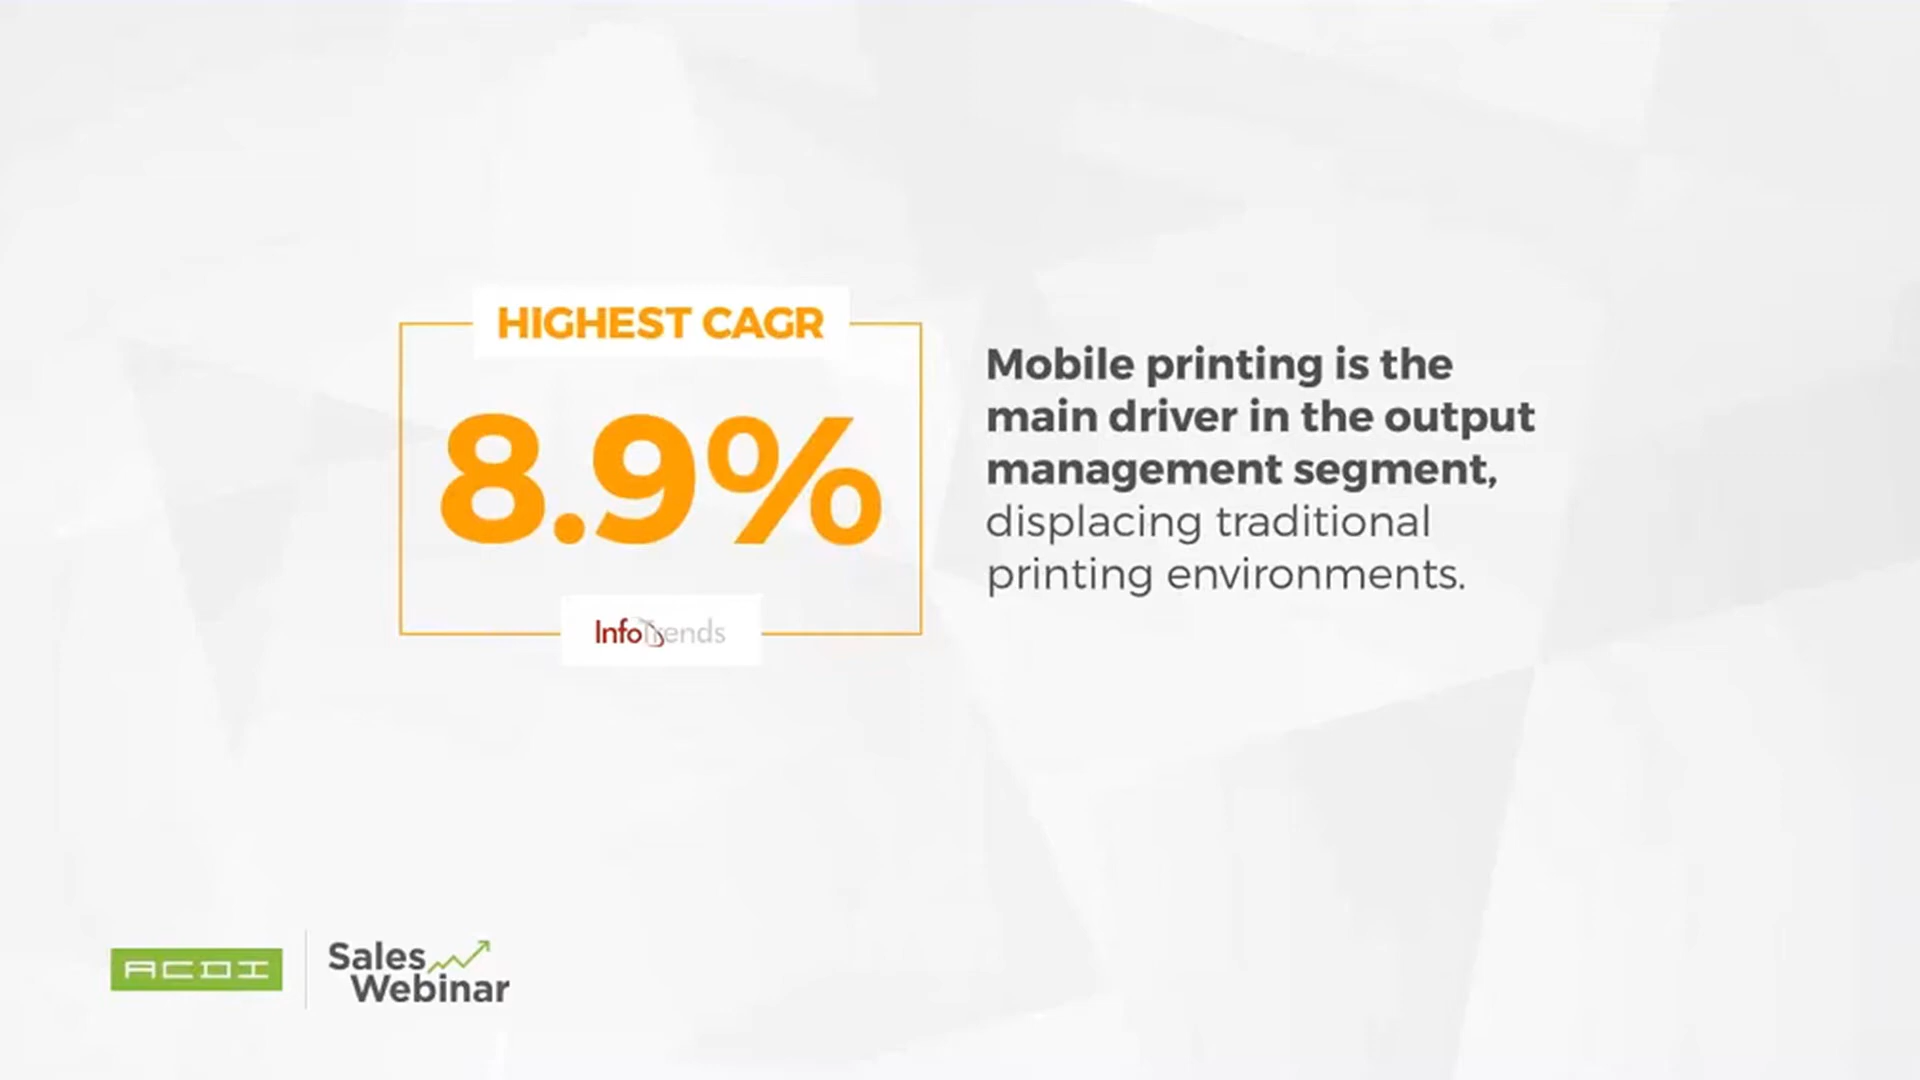 HIGHEST CAGR
8.9%
InfoTrends
Mobile printing is the
main driver in the output
management segment,
displacing traditional
printing environments.
ACDI
Sales
Webinar